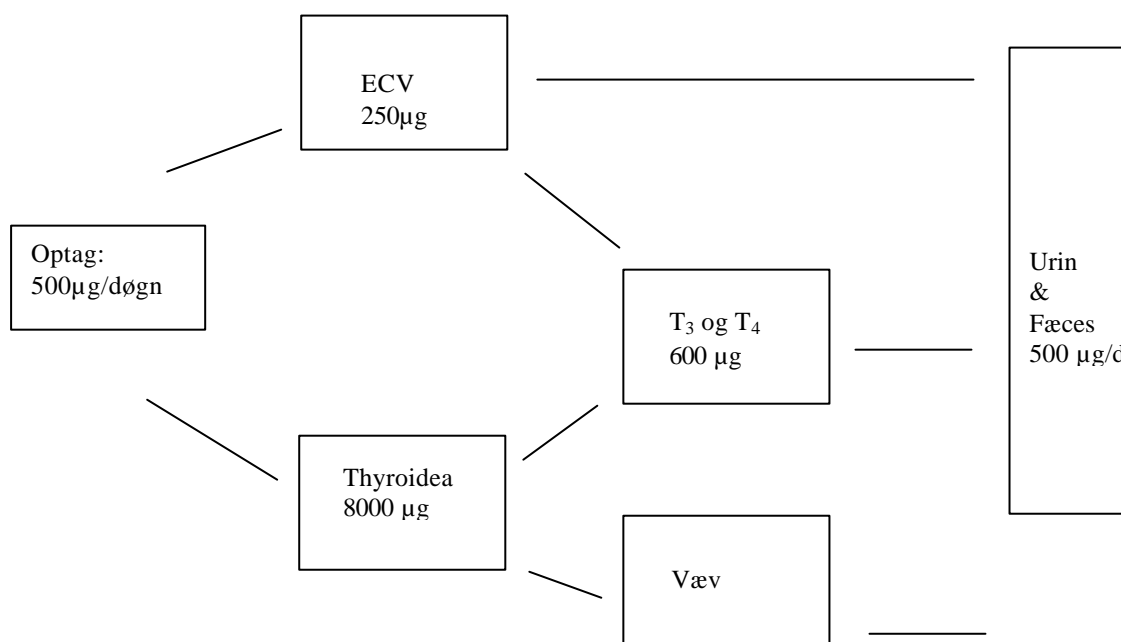 ECV
250µg
Optag:
500µg/døgn
T₃ og T₄
600 µg
Urin
&
Fæces
500 µg/d
Thyroidea
8000 µg
Væv